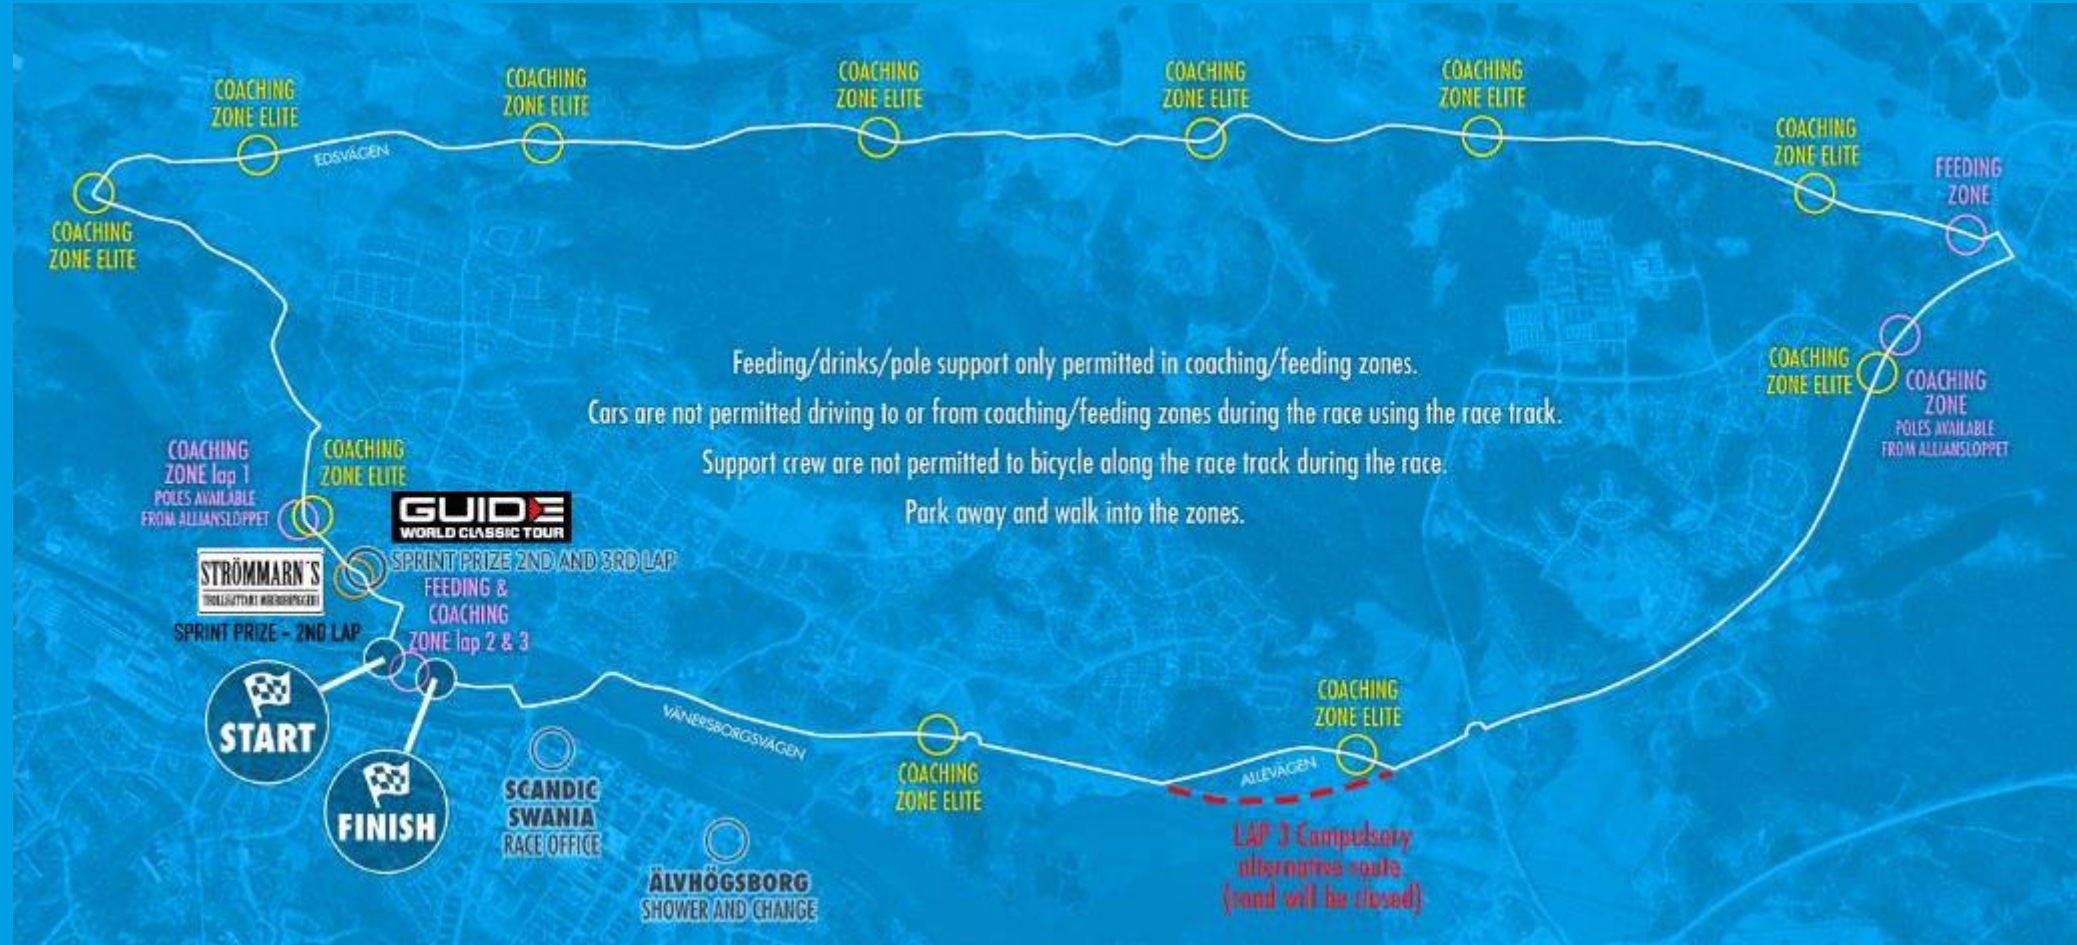 COACHING
ZONE ELITE
COACHING
ZONE ELITE
COACHING
ZONE ELITE
COACHING
ZONE ELITE
COACHING
ZONE ELITE
COACHING
ZONE ELITE
FEEDING
ZONE
EDSVÄGEN
COACHING
ZONE ELITE
Feeding/drinks/pole support only permitted in coaching/feeding zones.
Cars are not permitted driving to or from coaching/feeding zones during the race using the race track.
Support crew are not permitted to bicycle along the race track during the race.
Park away and walk into the zones.
COACHING
ZONE ELITE
COACHING
ZONE
POLES AVAILABLE
FROM ALLIANSLOPPET
COACHING
ZONE lap 1
POLES AVAILABLE
FROM ALLIANSLOPPET
COACHING
ZONE ELITE
GUIDE
WORLD CLASSIC TOUR
SPRINT PRIZE 2ND AND 3RD LAP
STRÖMMARN´S
SPRINT PRIZE - 2ND LAP
FEEDING &
COACHING
ZONE lap 2 & 3
START
FINISH
VÄNERSBORGSVÄGEN
SCANDIC
SWANIA
RACE OFFICE
ÄLVHÖGSBORG
SHOWER AND CHANGE
COACHING
ZONE ELITE
COACHING
ZONE ELITE
ALLÉVÄGEN
LAP 3 Compulsory
alternative route
(road will be closed)